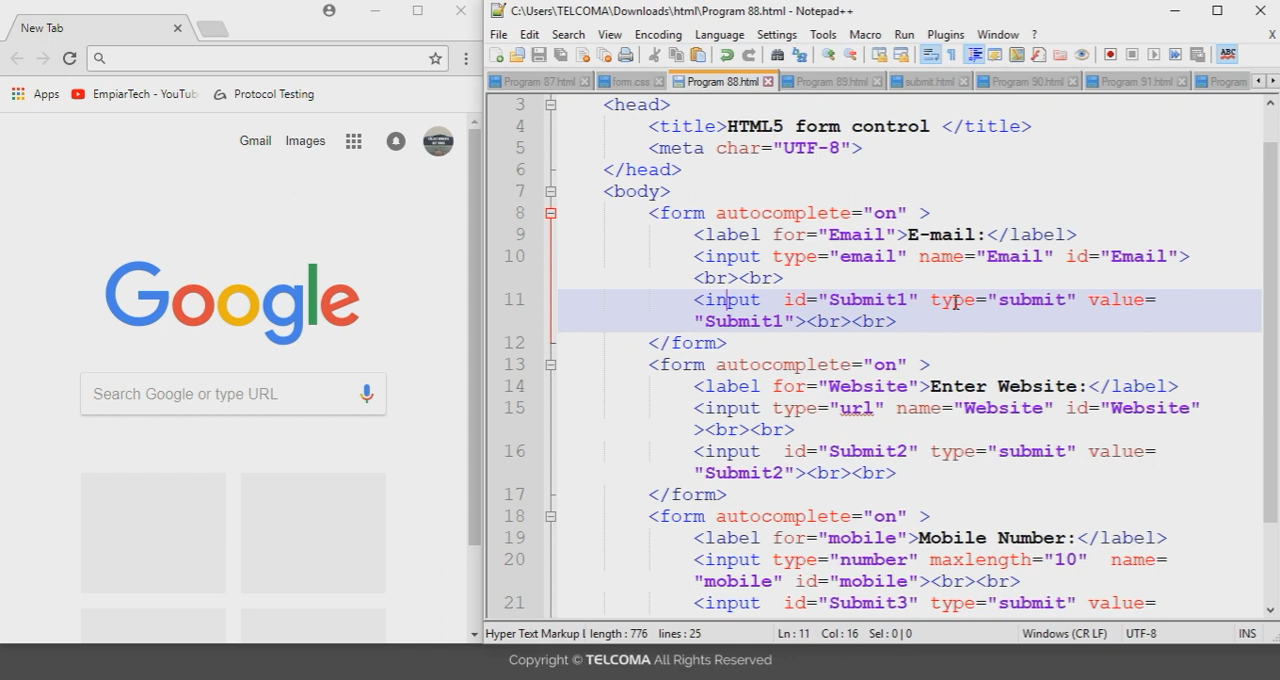 New Tab
Apps EmpiarTech - YouTub Protocol Testing
Gmail Images
Google
Search Google or type URL
C:\Users\TELCOMA\Downloads\html\Program 88.html - Notepad++
File Edit Search View Encoding Language Settings Tools Macro Run Plugins Window ? X
ABC
Program 87.html form.css Program 88.html Program 89.html submit.html Program 90.html Program 91.html Program
3 <head>
4 <title>HTML5 form control </title>
5 <meta char="UTF-8">
6 </head>
7 <body>
8 <form autocomplete="on" >
9 <label for="Email">E-mail:</label>
10 <input type="email" name="Email" id="Email">
<br><br>
11 <input  id="Submit1" type="submit" value=
"Submit1"><br><br>
12 </form>
13 <form autocomplete="on" >
14 <label for="Website">Enter Website:</label>
15 <input type="url" name="Website" id="Website"
><br><br>
16 <input  id="Submit2" type="submit" value=
"Submit2"><br><br>
17 </form>
18 <form autocomplete="on" >
19 <label for="mobile">Mobile Number:</label>
20 <input type="number" maxlength="10"  name=
"mobile" id="mobile"><br><br>
21 <input  id="Submit3" type="submit" value=
Hyper Text Markup L length : 776 lines : 25 Ln : 11 Col : 16 Sel : 0 | 0 Windows (CR LF) UTF-8 INS
Copyright © TELCOMA All Rights Reserved